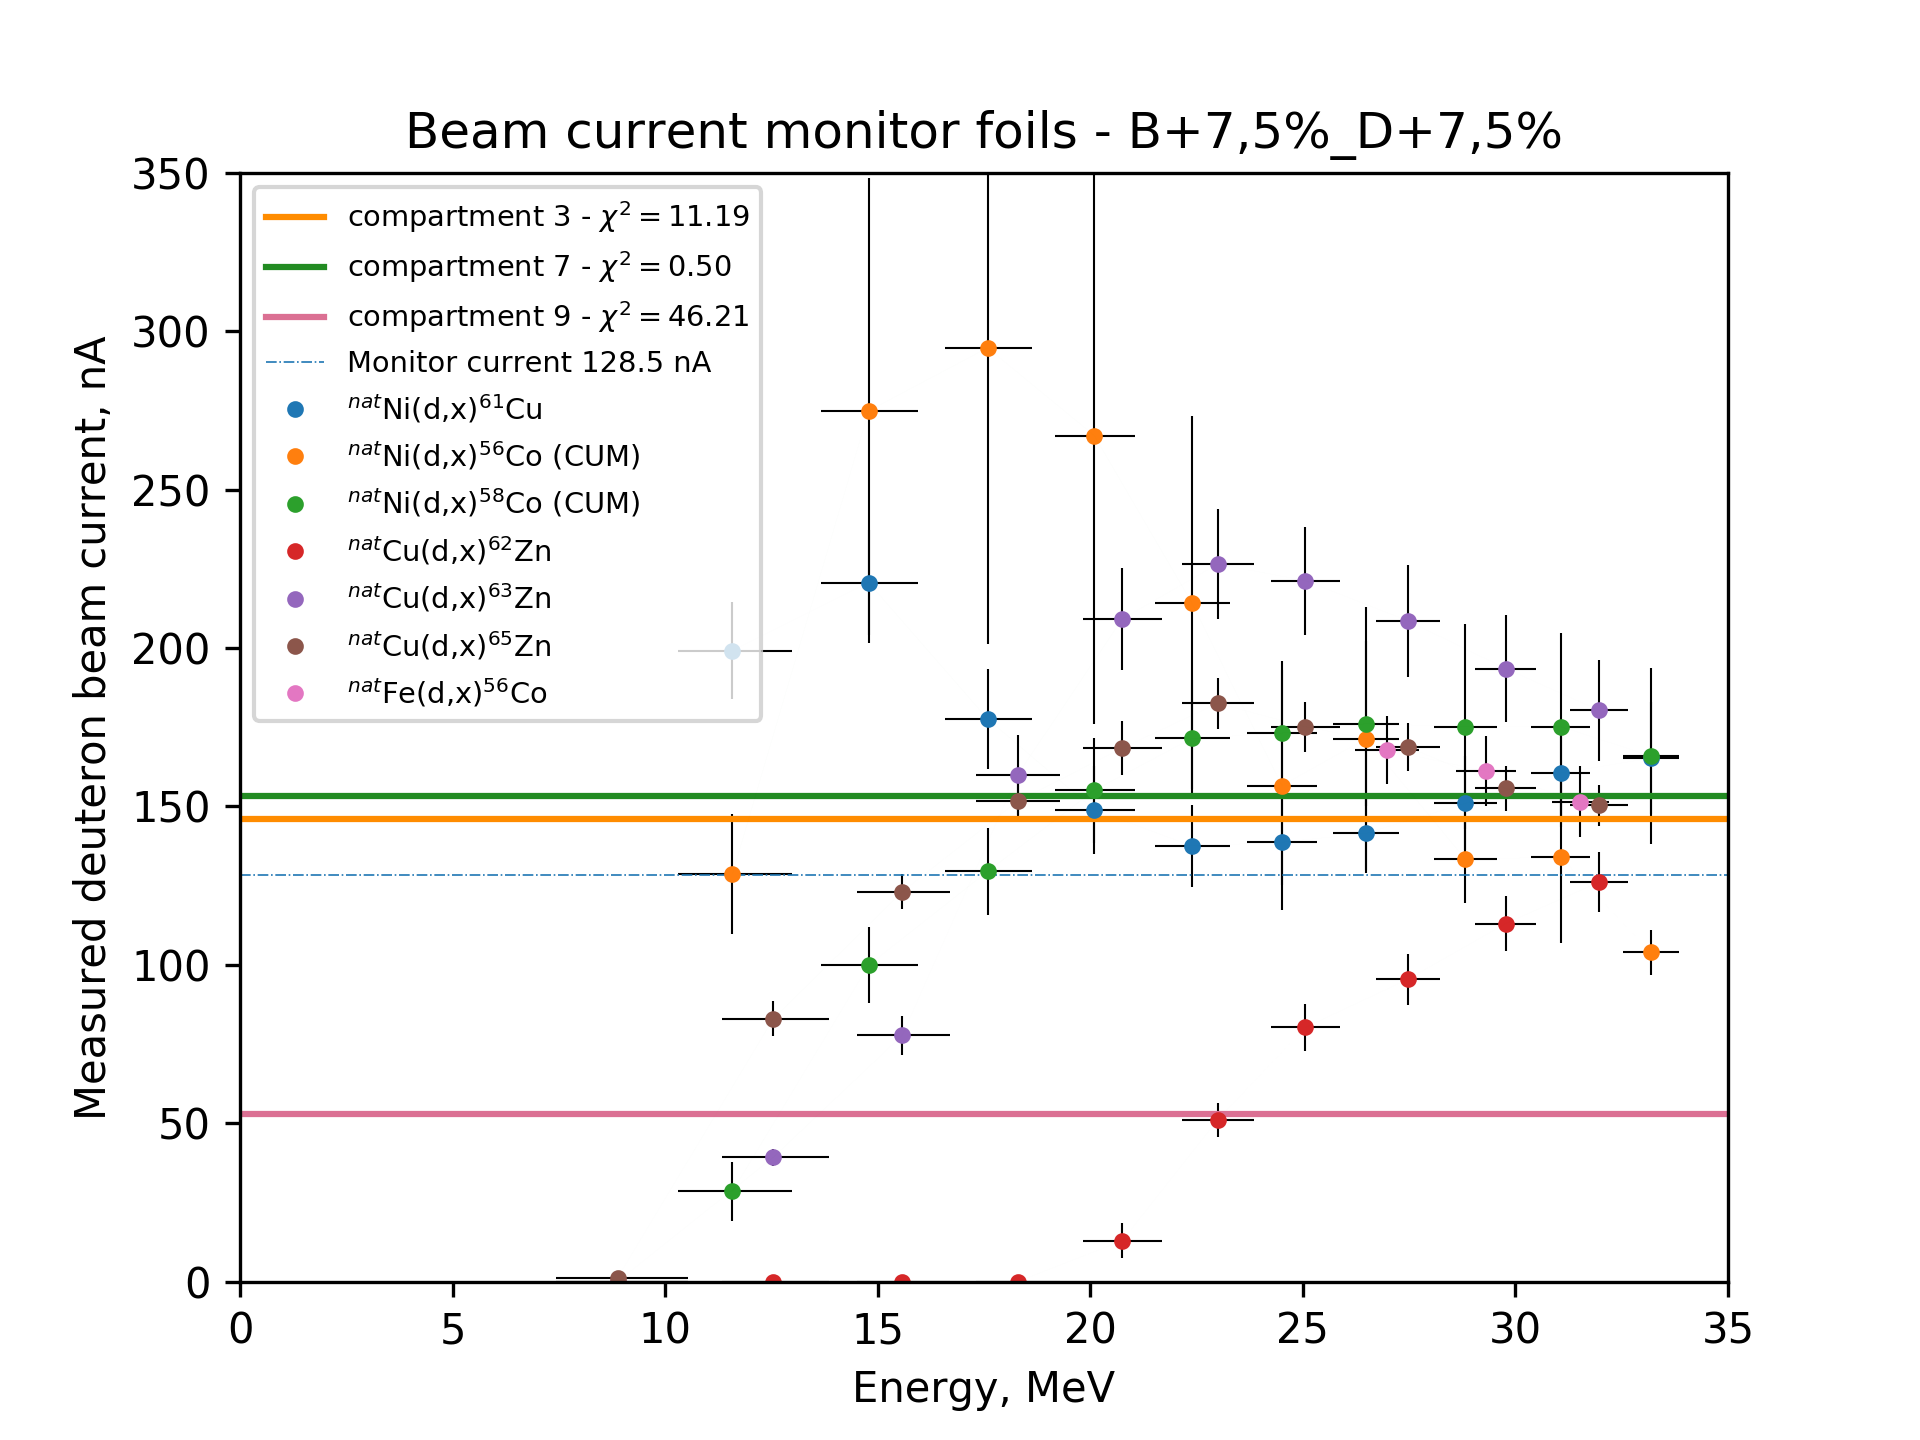 Beam current monitor foils - B+7,5%_D+7,5%
Measured deuteron beam current, nA
350
300
250
200
150
100
50
0
compartment 3 - χ² = 11.19
compartment 7 - χ² = 0.50
compartment 9 - χ² = 46.21
Monitor current 128.5 nA
ⁿᵃᵗNi(d,x)⁶¹Cu
ⁿᵃᵗNi(d,x)⁵⁶Co (CUM)
ⁿᵃᵗNi(d,x)⁵⁸Co (CUM)
ⁿᵃᵗCu(d,x)⁶²Zn
ⁿᵃᵗCu(d,x)⁶³Zn
ⁿᵃᵗCu(d,x)⁶⁵Zn
ⁿᵃᵗFe(d,x)⁵⁶Co
0 5 10 15 20 25 30 35
Energy, MeV